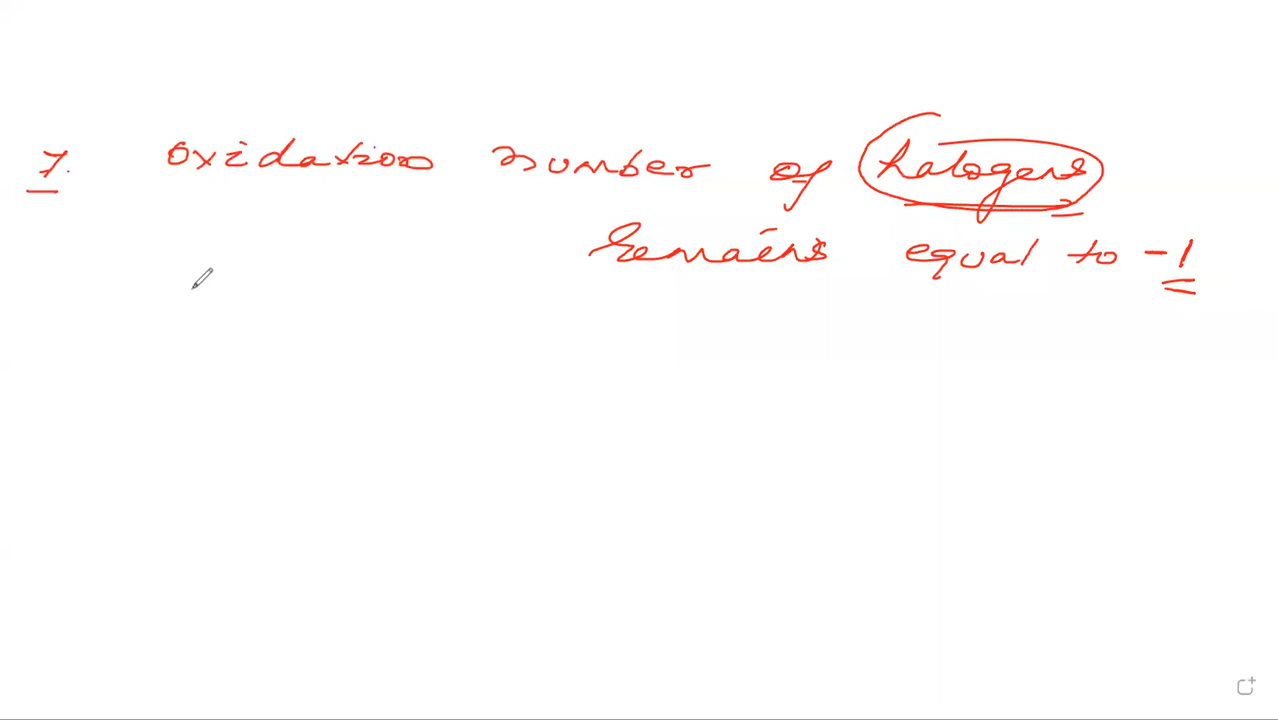 7. oxidation number of halogens
remains equal to -1